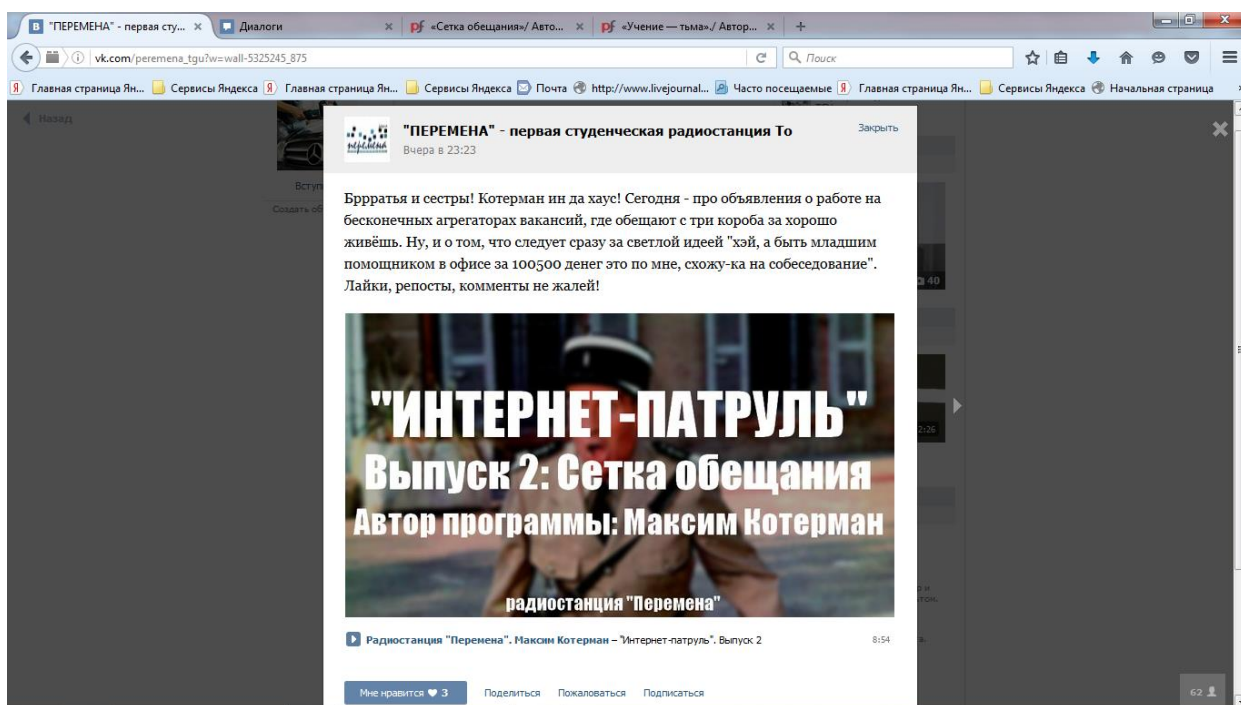 "ПЕРЕМЕНА" - первая сту...
Диалоги
«Сетка обещания»/ Авто...
«Учение — тьма»./ Автор...
vk.com/peremena_tgu?w=wall-5325245_875
Поиск
Главная страница Ян... Сервисы Яндекса Главная страница Ян... Сервисы Яндекса Почта http://www.livejournal... Часто посещаемые Главная страница Ян... Сервисы Яндекса Начальная страница
Назад
"ПЕРЕМЕНА" - первая студенческая радиостанция То
Закрыть
перемена
Вчера в 23:23
Бррратья и сестры! Котерман ин да хаус! Сегодня - про объявления о работе на
бесконечных агрегаторах вакансий, где обещают с три короба за хорошо
живёшь. Ну, и о том, что следует сразу за светлой идеей "хэй, а быть младшим
помощником в офисе за 100500 денег это по мне, схожу-ка на собеседование".
Лайки, репосты, комменты не жалей!
40
"ИНТЕРНЕТ-ПАТРУЛЬ"
Выпуск 2: Сетка обещания
Автор программы: Максим Котерман
радиостанция "Перемена"
2:26
Радиостанция "Перемена". Максим Котерман – "Интернет-патруль". Выпуск 2
8:54
Мне нравится 3
Поделиться
Пожаловаться
Подписаться
62